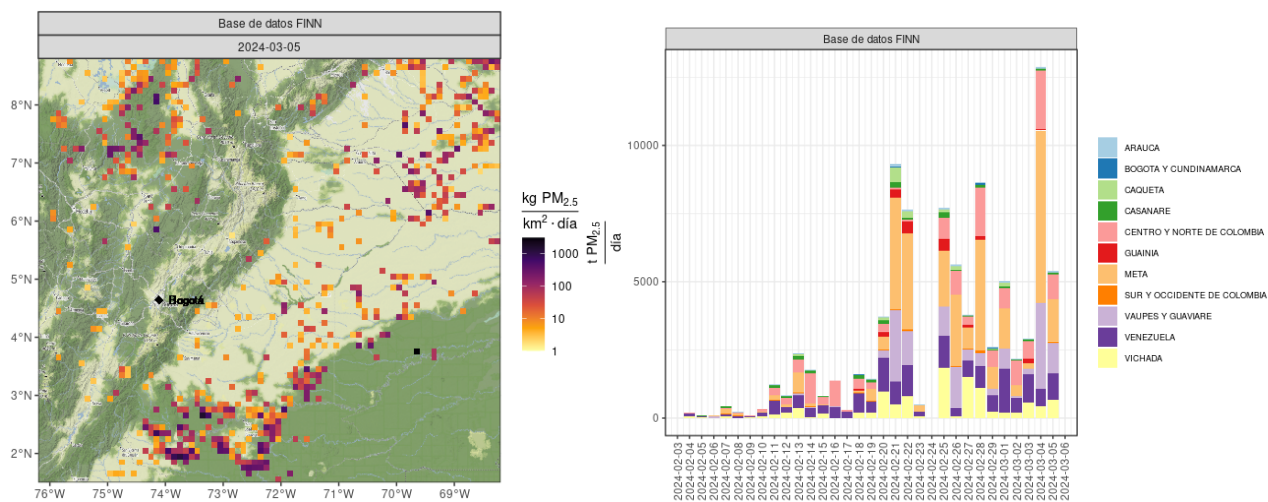 Base de datos FINN
2024-03-05
8°N
7°N
6°N
5°N
4°N
3°N
2°N
76°W
75°W
74°W
73°W
72°W
71°W
70°W
69°W
Bogotá
kg PM2.5
km2 · día
1000
100
10
1
t PM2.5
día
Base de datos FINN
10000
5000
0
2024-02-03
2024-02-04
2024-02-05
2024-02-06
2024-02-07
2024-02-08
2024-02-09
2024-02-10
2024-02-11
2024-02-12
2024-02-13
2024-02-14
2024-02-15
2024-02-16
2024-02-17
2024-02-18
2024-02-19
2024-02-20
2024-02-21
2024-02-22
2024-02-23
2024-02-24
2024-02-25
2024-02-26
2024-02-27
2024-02-28
2024-02-29
2024-03-01
2024-03-02
2024-03-03
2024-03-04
2024-03-05
2024-03-06
ARAUCA
BOGOTA Y CUNDINAMARCA
CAQUETA
CASANARE
CENTRO Y NORTE DE COLOMBIA
GUAINIA
META
SUR Y OCCIDENTE DE COLOMBIA
VAUPES Y GUAVIARE
VENEZUELA
VICHADA